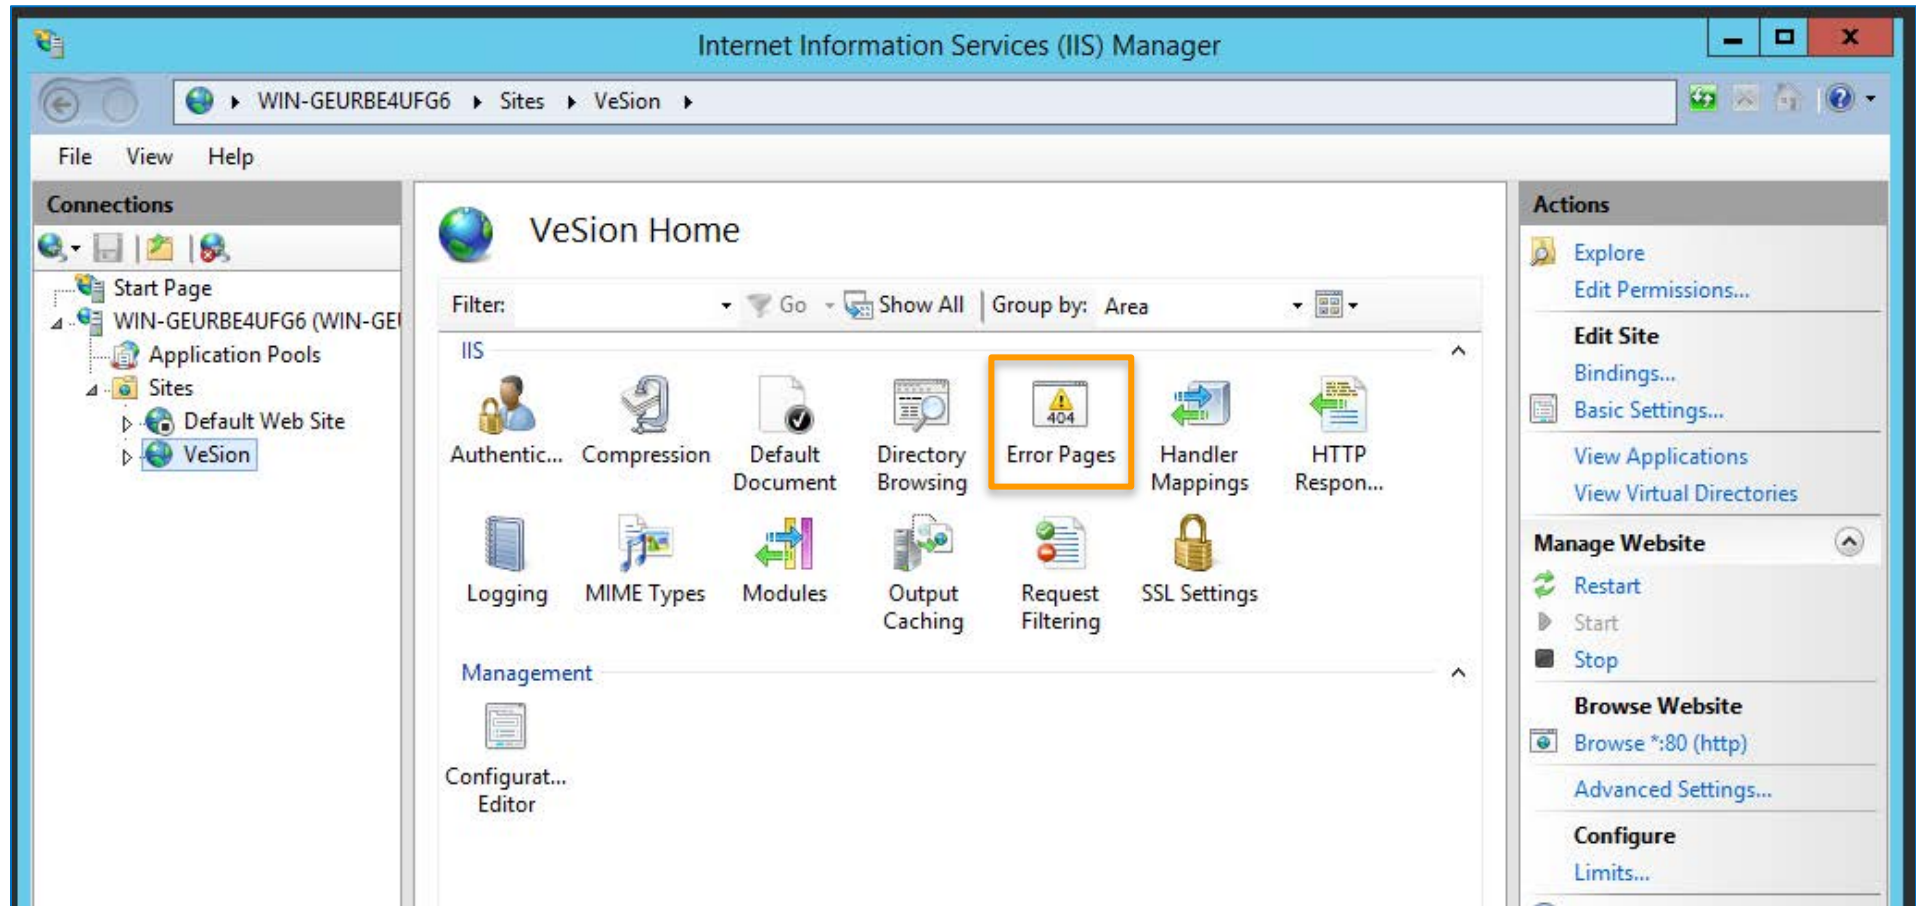 Internet Information Services (IIS) Manager
WIN-GEURBE4UFG6 Sites VeSion
File View Help
Connections
Start Page
WIN-GEURBE4UFG6 (WIN-GE
Application Pools
Sites
Default Web Site
VeSion
VeSion Home
Filter: Go Show All Group by: Area
IIS
Authentic... Compression Default Document Directory Browsing Error Pages Handler Mappings HTTP Respon...
404
Logging MIME Types Modules Output Caching Request Filtering SSL Settings
Management
Configurat...
Editor
Actions
Explore
Edit Permissions...
Edit Site
Bindings...
Basic Settings...
View Applications
View Virtual Directories
Manage Website
Restart
Start
Stop
Browse Website
Browse *:80 (http)
Advanced Settings...
Configure
Limits...